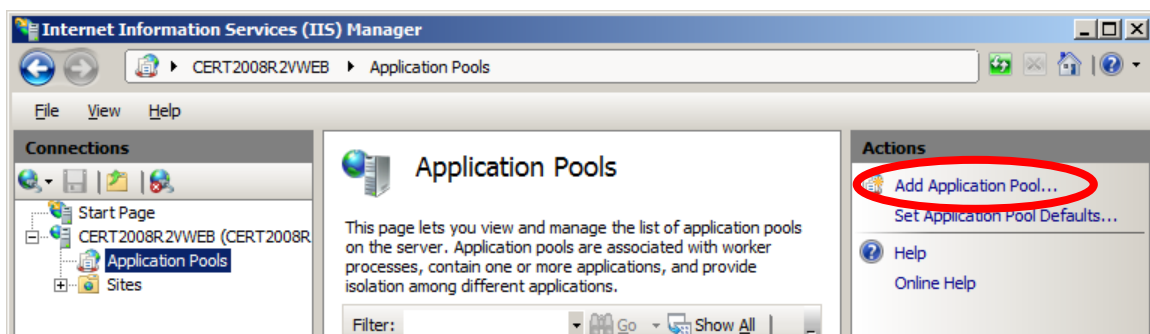 Internet Information Services (IIS) Manager
CERT2008R2VWEB Application Pools
File View Help
Connections
Start Page
CERT2008R2VWEB (CERT2008R
Application Pools
Sites
Application Pools
This page lets you view and manage the list of application pools
on the server. Application pools are associated with worker
processes, contain one or more applications, and provide
isolation among different applications.
Filter: Go Show All
Actions
Add Application Pool...
Set Application Pool Defaults...
Help
Online Help